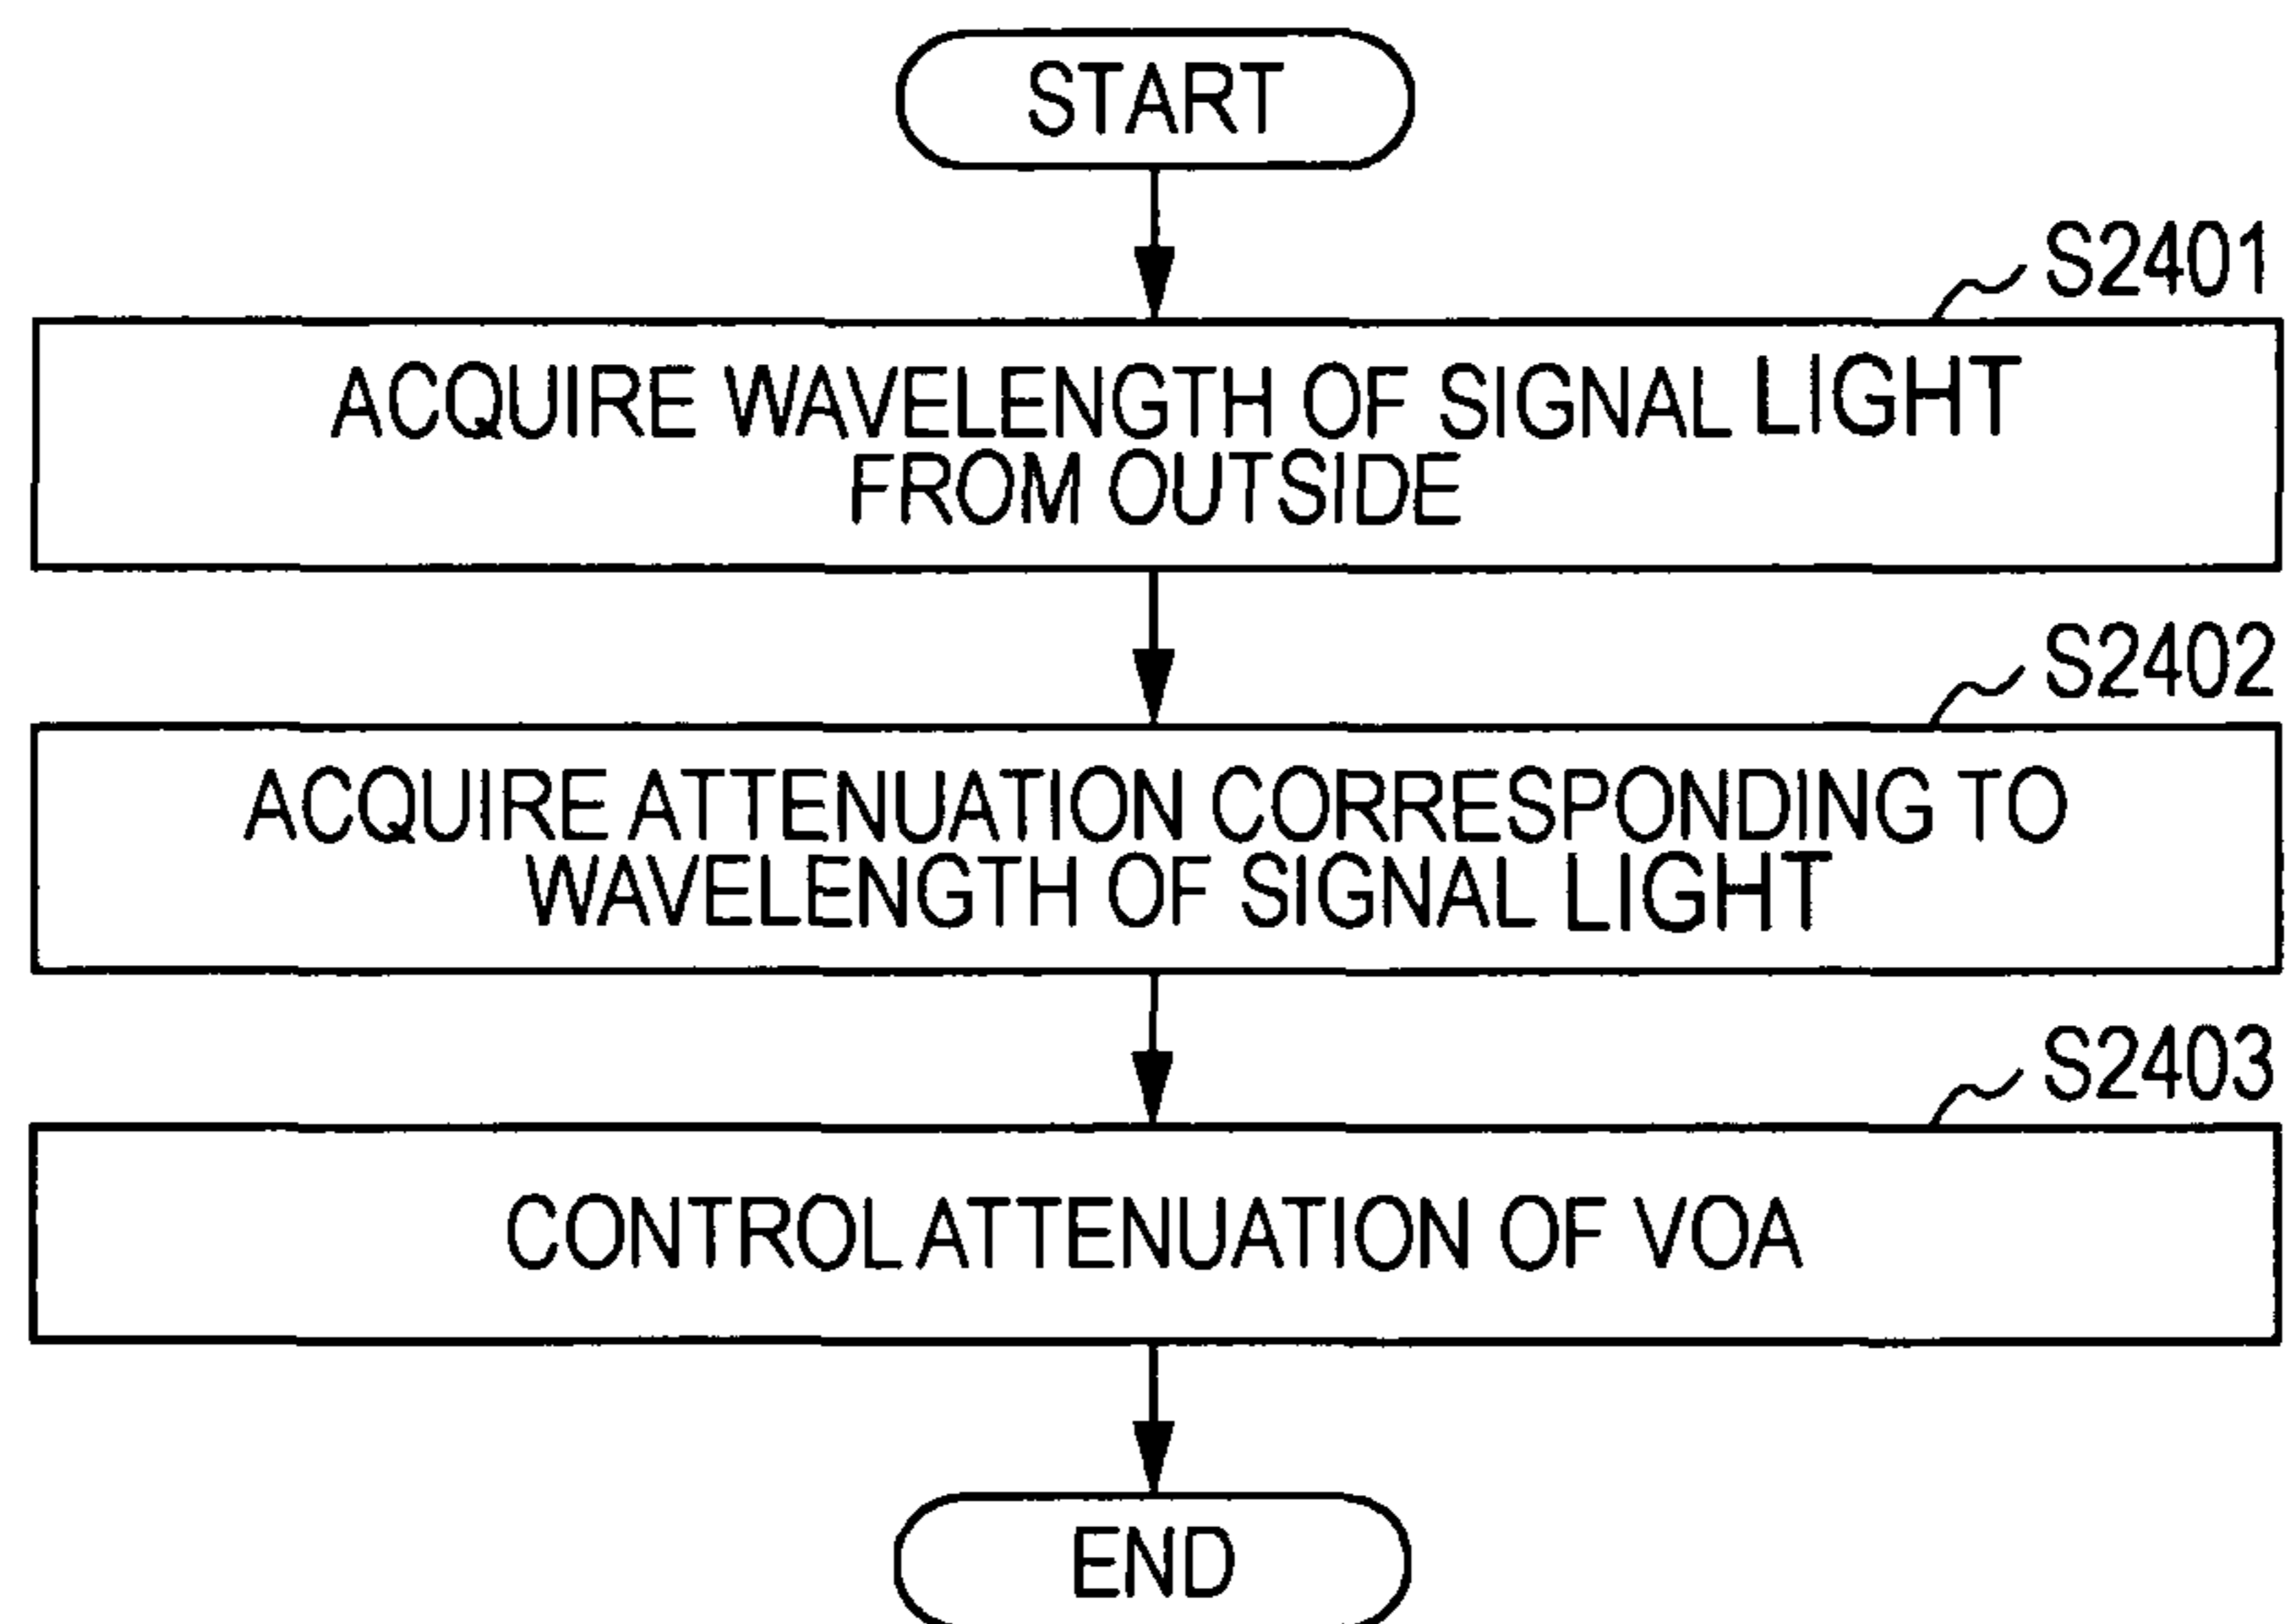 START
S2401
ACQUIRE WAVELENGTH OF SIGNAL LIGHT
FROM OUTSIDE
S2402
ACQUIRE ATTENUATION CORRESPONDING TO
WAVELENGTH OF SIGNAL LIGHT
S2403
CONTROL ATTENUATION OF VOA
END